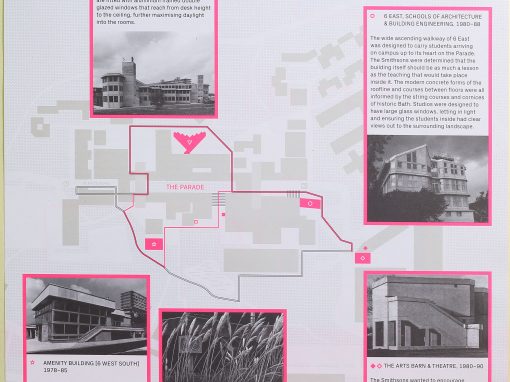 are fitted with aluminium framed double
glazed windows that reach from desk height
to the ceiling, further maximising daylight
into the rooms.
6 EAST, SCHOOLS OF ARCHITECTURE
& BUILDING ENGINEERING, 1980–88
The wide ascending walkway of 6 East
was designed to carry students arriving
on campus up to its heart on the Parade.
The Smithsons were determined that the
building itself should be as much a lesson
as the teaching that would take place
inside it. The modern concrete forms of the
roofline and courses between floors were all
informed by the string courses and cornices
of historic Bath. Studios were designed to
have large glass windows, letting in light
and ensuring the students inside had clear
views out to the surrounding landscape.
THE PARADE
AMENITY BUILDING [6 WEST SOUTH]
1978–85
THE ARTS BARN & THEATRE, 1980–90
The Smithsons wanted to encourage